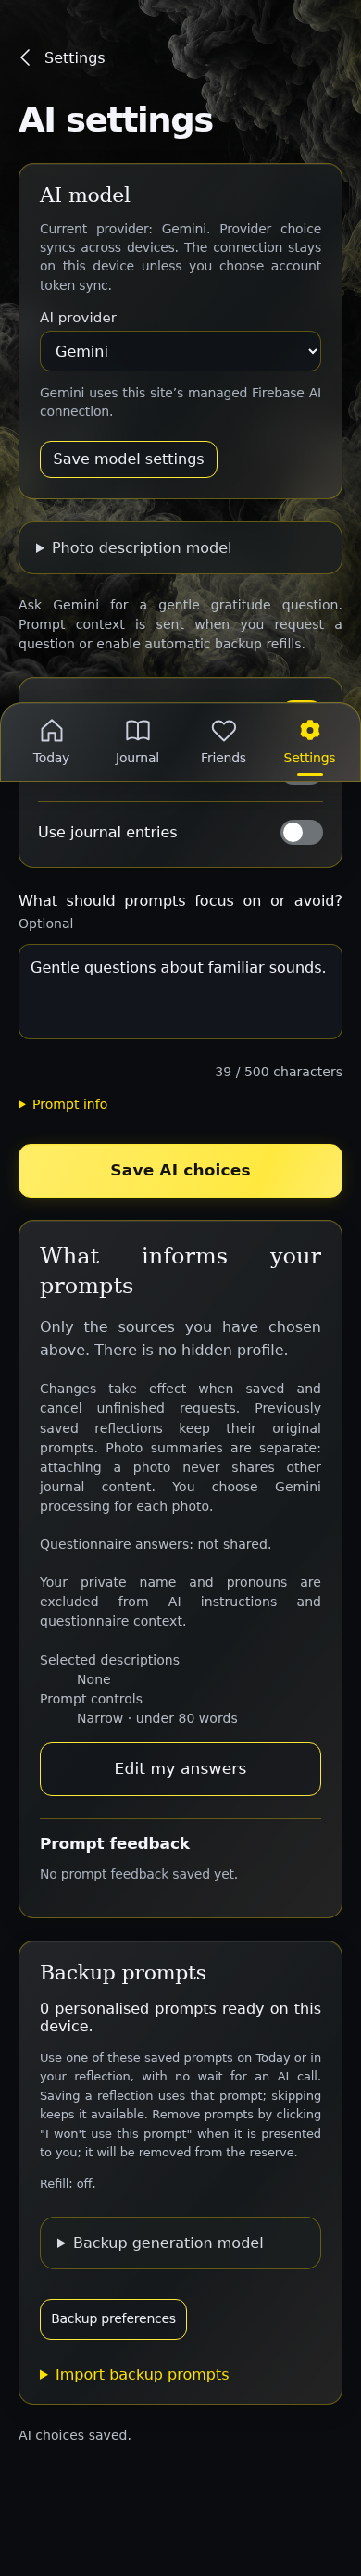 Settings
AI settings
AI model
Current provider: Gemini. Provider choice
syncs across devices. The connection stays
on this device unless you choose account
token sync.
AI provider
Gemini
Gemini uses this site’s managed Firebase AI
connection.
Save model settings
Photo description model
Ask Gemini for a gentle gratitude question.
Prompt context is sent when you request a
question or enable automatic backup refills.
Today
Journal
Friends
Settings
Use journal entries
What should prompts focus on or avoid?
Optional
Gentle questions about familiar sounds.
39 / 500 characters
Prompt info
Save AI choices
What informs your
prompts
Only the sources you have chosen
above. There is no hidden profile.
Changes take effect when saved and
cancel unfinished requests. Previously
saved reflections keep their original
prompts. Photo summaries are separate:
attaching a photo never shares other
journal content. You choose Gemini
processing for each photo.
Questionnaire answers: not shared.
Your private name and pronouns are
excluded from AI instructions and
questionnaire context.
Selected descriptions
None
Prompt controls
Narrow · under 80 words
Edit my answers
Prompt feedback
No prompt feedback saved yet.
Backup prompts
0 personalised prompts ready on this
device.
Use one of these saved prompts on Today or in
your reflection, with no wait for an AI call.
Saving a reflection uses that prompt; skipping
keeps it available. Remove prompts by clicking
"I won't use this prompt" when it is presented
to you; it will be removed from the reserve.
Refill: off.
Backup generation model
Backup preferences
Import backup prompts
AI choices saved.